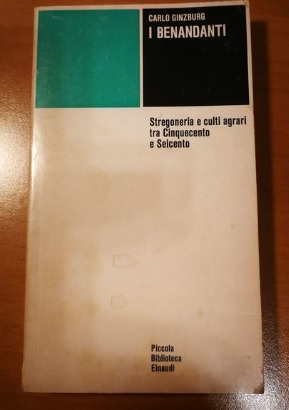 CARLO GINZBURG
I BENANDANTI
Stregoneria e culti agrari
tra Cinquecento
e Seicento
Piccola
Biblioteca
Einaudi